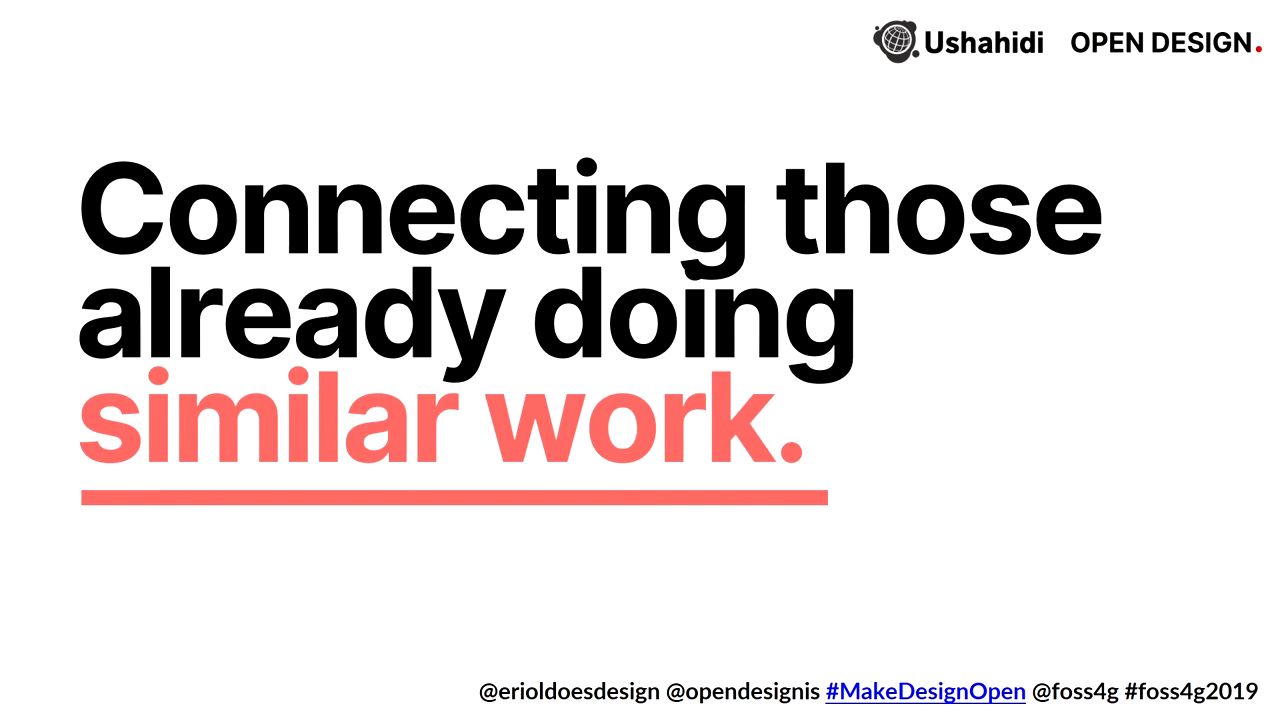 Ushahidi OPEN DESIGN.
Connecting those
already doing
similar work.
@erioldoesdesign @opendesignis #MakeDesignOpen @foss4g #foss4g2019